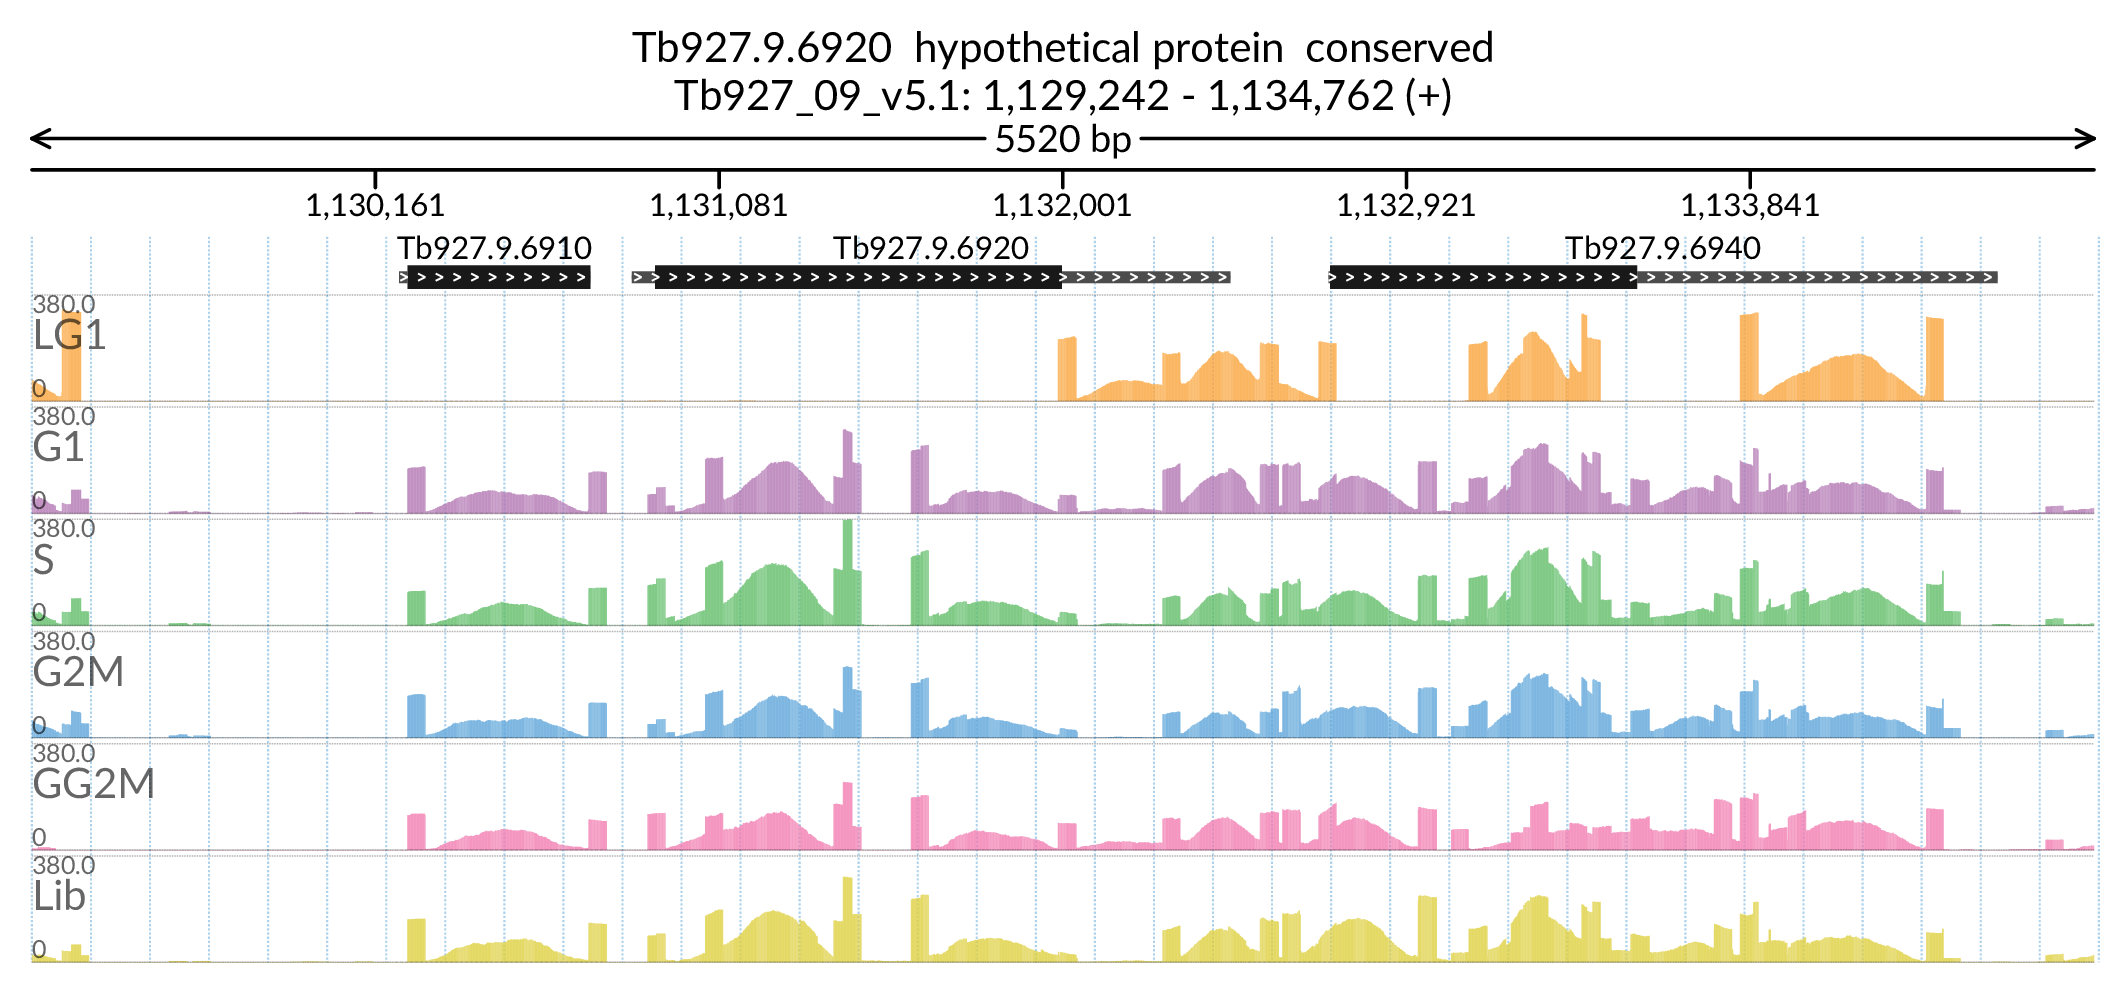 Tb927.9.6920 hypothetical protein conserved
Tb927_09_v5.1: 1,129,242 - 1,134,762 (+)
5520 bp
1,130,161 1,131,081 1,132,001 1,132,921 1,133,841
Tb927.9.6910 Tb927.9.6920 Tb927.9.6940
380.0
LG1
0
380.0
G1
0
380.0
S
0
380.0
G2M
0
380.0
GG2M
0
380.0
Lib
0